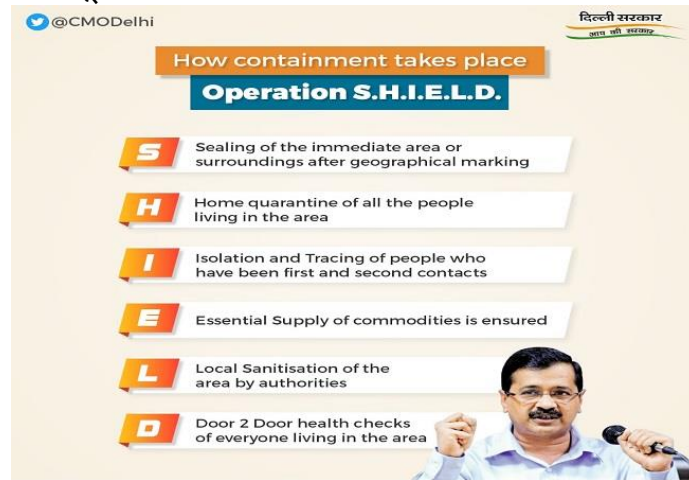 @CMODelhi
दिल्ली सरकार
आप की सरकार
How containment takes place
Operation S.H.I.E.L.D.
S
Sealing of the immediate area or
surroundings after geographical marking
H
Home quarantine of all the people
living in the area
I
Isolation and Tracing of people who
have been first and second contacts
E
Essential Supply of commodities is ensured
L
Local Sanitisation of the
area by authorities
D
Door 2 Door health checks
of everyone living in the area